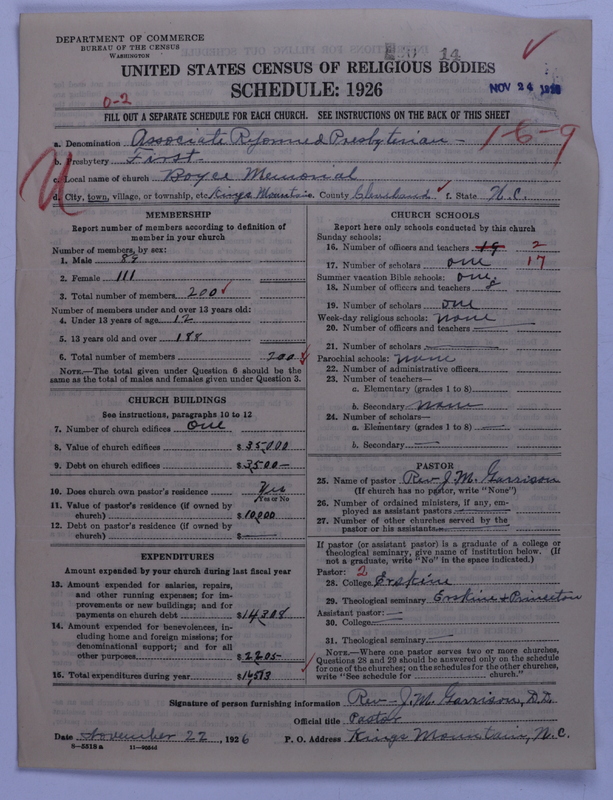 DEPARTMENT OF COMMERCE
BUREAU OF THE CENSUS
WASHINGTON
14
UNITED STATES CENSUS OF RELIGIOUS BODIES
SCHEDULE: 1926
NOV 24 1926
0-2
FILL OUT A SEPARATE SCHEDULE FOR EACH CHURCH. SEE INSTRUCTIONS ON THE BACK OF THIS SHEET
a. Denomination Associate Reformed Presbyterian - 1-6-9
b. Presbytery First
c. Local name of church Boyce Memorial
d. City, town, village, or township, etc. Kings Mountain e. County Cleveland f. State N.C.
MEMBERSHIP
Report number of members according to definition of member in your church
Number of members, by sex:
1. Male 89
2. Female 111
3. Total number of members 200
Number of members under and over 13 years old:
4. Under 13 years of age 12
5. 13 years old and over 188
6. Total number of members 200
NOTE.—The total given under Question 6 should be same as the total of males and females given under Question 3.
CHURCH BUILDINGS
See instructions, paragraphs 10 to 12
7. Number of church edifices one
8. Value of church edifices $35,000
9. Debt on church edifices $3500-
10. Does church own pastor's residence Yes
Yes or No
11. Value of pastor's residence (if owned by church) $10,000
12. Debt on pastor's residence (if owned by church) $
EXPENDITURES
Amount expended by your church during last fiscal year
13. Amount expended for salaries, repairs, and other running expenses; for improvements or new buildings; and for payments on church debt $14,308
14. Amount expended for benevolences, including home and foreign missions; for denominational support; and for all other purposes $2205
15. Total expenditures during year $16,513
CHURCH SCHOOLS
Report here only schools conducted by this church
Sunday schools:
16. Number of officers and teachers 19 2
17. Number of scholars one 17
Summer vacation Bible schools: one
18. Number of officers and teachers 8
19. Number of scholars one
Week-day religious schools: none
20. Number of officers and teachers
21. Number of scholars
Parochial schools: none
22. Number of administrative officers
23. Number of teachers—
a. Elementary (grades 1 to 8)
b. Secondary none
24. Number of scholars—
a. Elementary (grades 1 to 8)
b. Secondary
PASTOR
25. Name of pastor Rev J. M. Garrison
(If church has no pastor, write "None")
26. Number of ordained ministers, if any, employed as assistant pastors
27. Number of other churches served by the pastor or his assistants
If pastor (or assistant pastor) is a graduate of a college or theological seminary, give name of institution below. (If not a graduate, write "No" in the space indicated.)
Pastor: 2
28. College Erskine
29. Theological seminary Erskine & Princeton
Assistant pastor:
30. College
31. Theological seminary
NOTE.—Where one pastor serves two or more churches, Questions 28 and 29 should be answered only on the schedule for one of the churches; on the schedules for the other churches, write "See schedule for church."
Signature of person furnishing information Rev- J. M. Garrison, D.D.
Official title Pastor
Date November 22, 1926 P. O. Address Kings Mountain, N.C.
8-5518 a 11-9004d